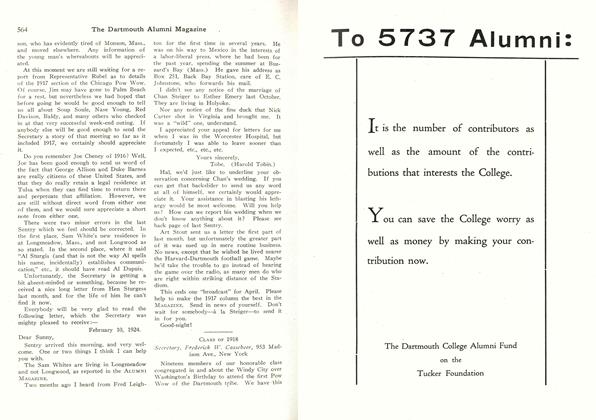 564 The Dartmouth Alumni Magazine
son, who has evidently tired of Monson, Mass.,
and moved elsewhere. Any information of
the young man's whereabouts will be appreci-
ated.
At this moment we are still waiting for a re-
port from Representative Rubel as to details
of the 1917 section of the Chicago Pow Wow.
Of course, Jim may have gone to Palm Beach
for a rest, but nevertheless we had hoped that
before going he would be good enough to tell
us all about Soup Soule, Nase Young, Red
Davison, Baldy, and many others who checked
in at that very successful week-end outing. If
anybody else will be good enough to send the
Secretary a story of that meeting so far as it
included 1917, we certainly should appreciate
it.
Do you remember Joe Cheney of 1916? Well,
Joe has been good enough to send us word of
the fact that George Allison and Duke Barnes
are really citizens of these United States, and
that they do really retain a legal residence at
Tulsa when they can find time to return there
and perpetuate that affiliation. However, we
are still without direct word from either one
of them, and we would sure appreciate a short
note from either one.
There were two minor errors in the last
Sentry which we feel should be corrected. In
the first place, Sam White's new residence is
at Longmeadow, Mass., and not Longwood as
so stated. In the second place, where it said
"Al Sturgis (and that is not the way Al spells
his name, incidentally) establishes communi-
cation," etc., it should have read Al Dupuis.
Unfortunately, the Secretary is getting a
bit absent-minded or something, because he re-
ceived a nice long letter from Hen Sturgess
last month, and for the life of him he can't
find it now.
Everybody will be very glad to read the
following letter, which the Secretary was
mighty pleased to receive:—
February 10, 1924.
Dear Sunny,
Sentry arrived this morning, and very wel-
come. One or two things I think I can help
you with.
The Sam Whites are living in Longmeadow
and not Longwood, as reported in the ALUMNI
MAGAZINE.
Two months ago I heard from Fred Leigh-
ton for the first time in several years. He
was on his way to Mexico in the interests of
a labor-liberal press, where he had been for
the past year, spending the summer at Buz-
zard's Bay (Mass.) He gave his address as
Box 251, Back Bay Station, care of E. C.
Johnstone, who forwards his mail.
I didn't see any notice of the marriage of
Chan Steiger to Esther Emery last October.
They are living in Holyoke.
Nor any notice of the fine duck that Nick
Carter shot in Virginia and brought me. It
was a "wild" one, understand.
I appreciated your appeal for letters for me
when I was in the Worcester Hospital, but
fortunately I was able to leave sooner than
I expected, etc., etc., etc.
Yours sincerely,
Tobe. (Harold Tobin.)
Hal, we'd just like to underline your ob-
servation concerning Chan's wedding. If you
can get that backslider to send us any word
at all of himself, we certainly would appre-
ciate it. Your assistance in blasting his leth-
argy would be most welcome. Will you help
us? How can we report his wedding when we
don't know anything about it? Please see
back page of last Sentry.
Art Stout sent us a letter the first part of
last month, but unfortunately the greater part
of it was used up in mere routine business.
No news, except that he wished he lived nearer
the Harvard-Dartmouth football game. Maybe
he'd take the trouble to go instead of hearing
the game over the radio, as many men do who
are right within striking distance of the Sta-
dium.
This ends one "broadcast" for April. Please
help to make the 1917 column the best in the
MAGAZINE. Send in news of yourself. Don't
wait for somebody—à la Steiger—to send it
in for you.
Good-night!
CLASS OF 1918
Secretary, Frederick W. Cassebeer, 953 Mad-
ison Ave., New York
Nineteen members of our honorable class
congregated in and about the Windy City over
Washington's Birthday to attend the first Pow
Wow of the Dartmouth tribe. We have this
To 5737 Alumni:
It is the number of contributors as
well as the amount of the contri-
butions that interests the College.
You can save the College worry as
well as money by making your con-
tribution now.
The Dartmouth College Alumni Fund
on the
Tucker Foundation